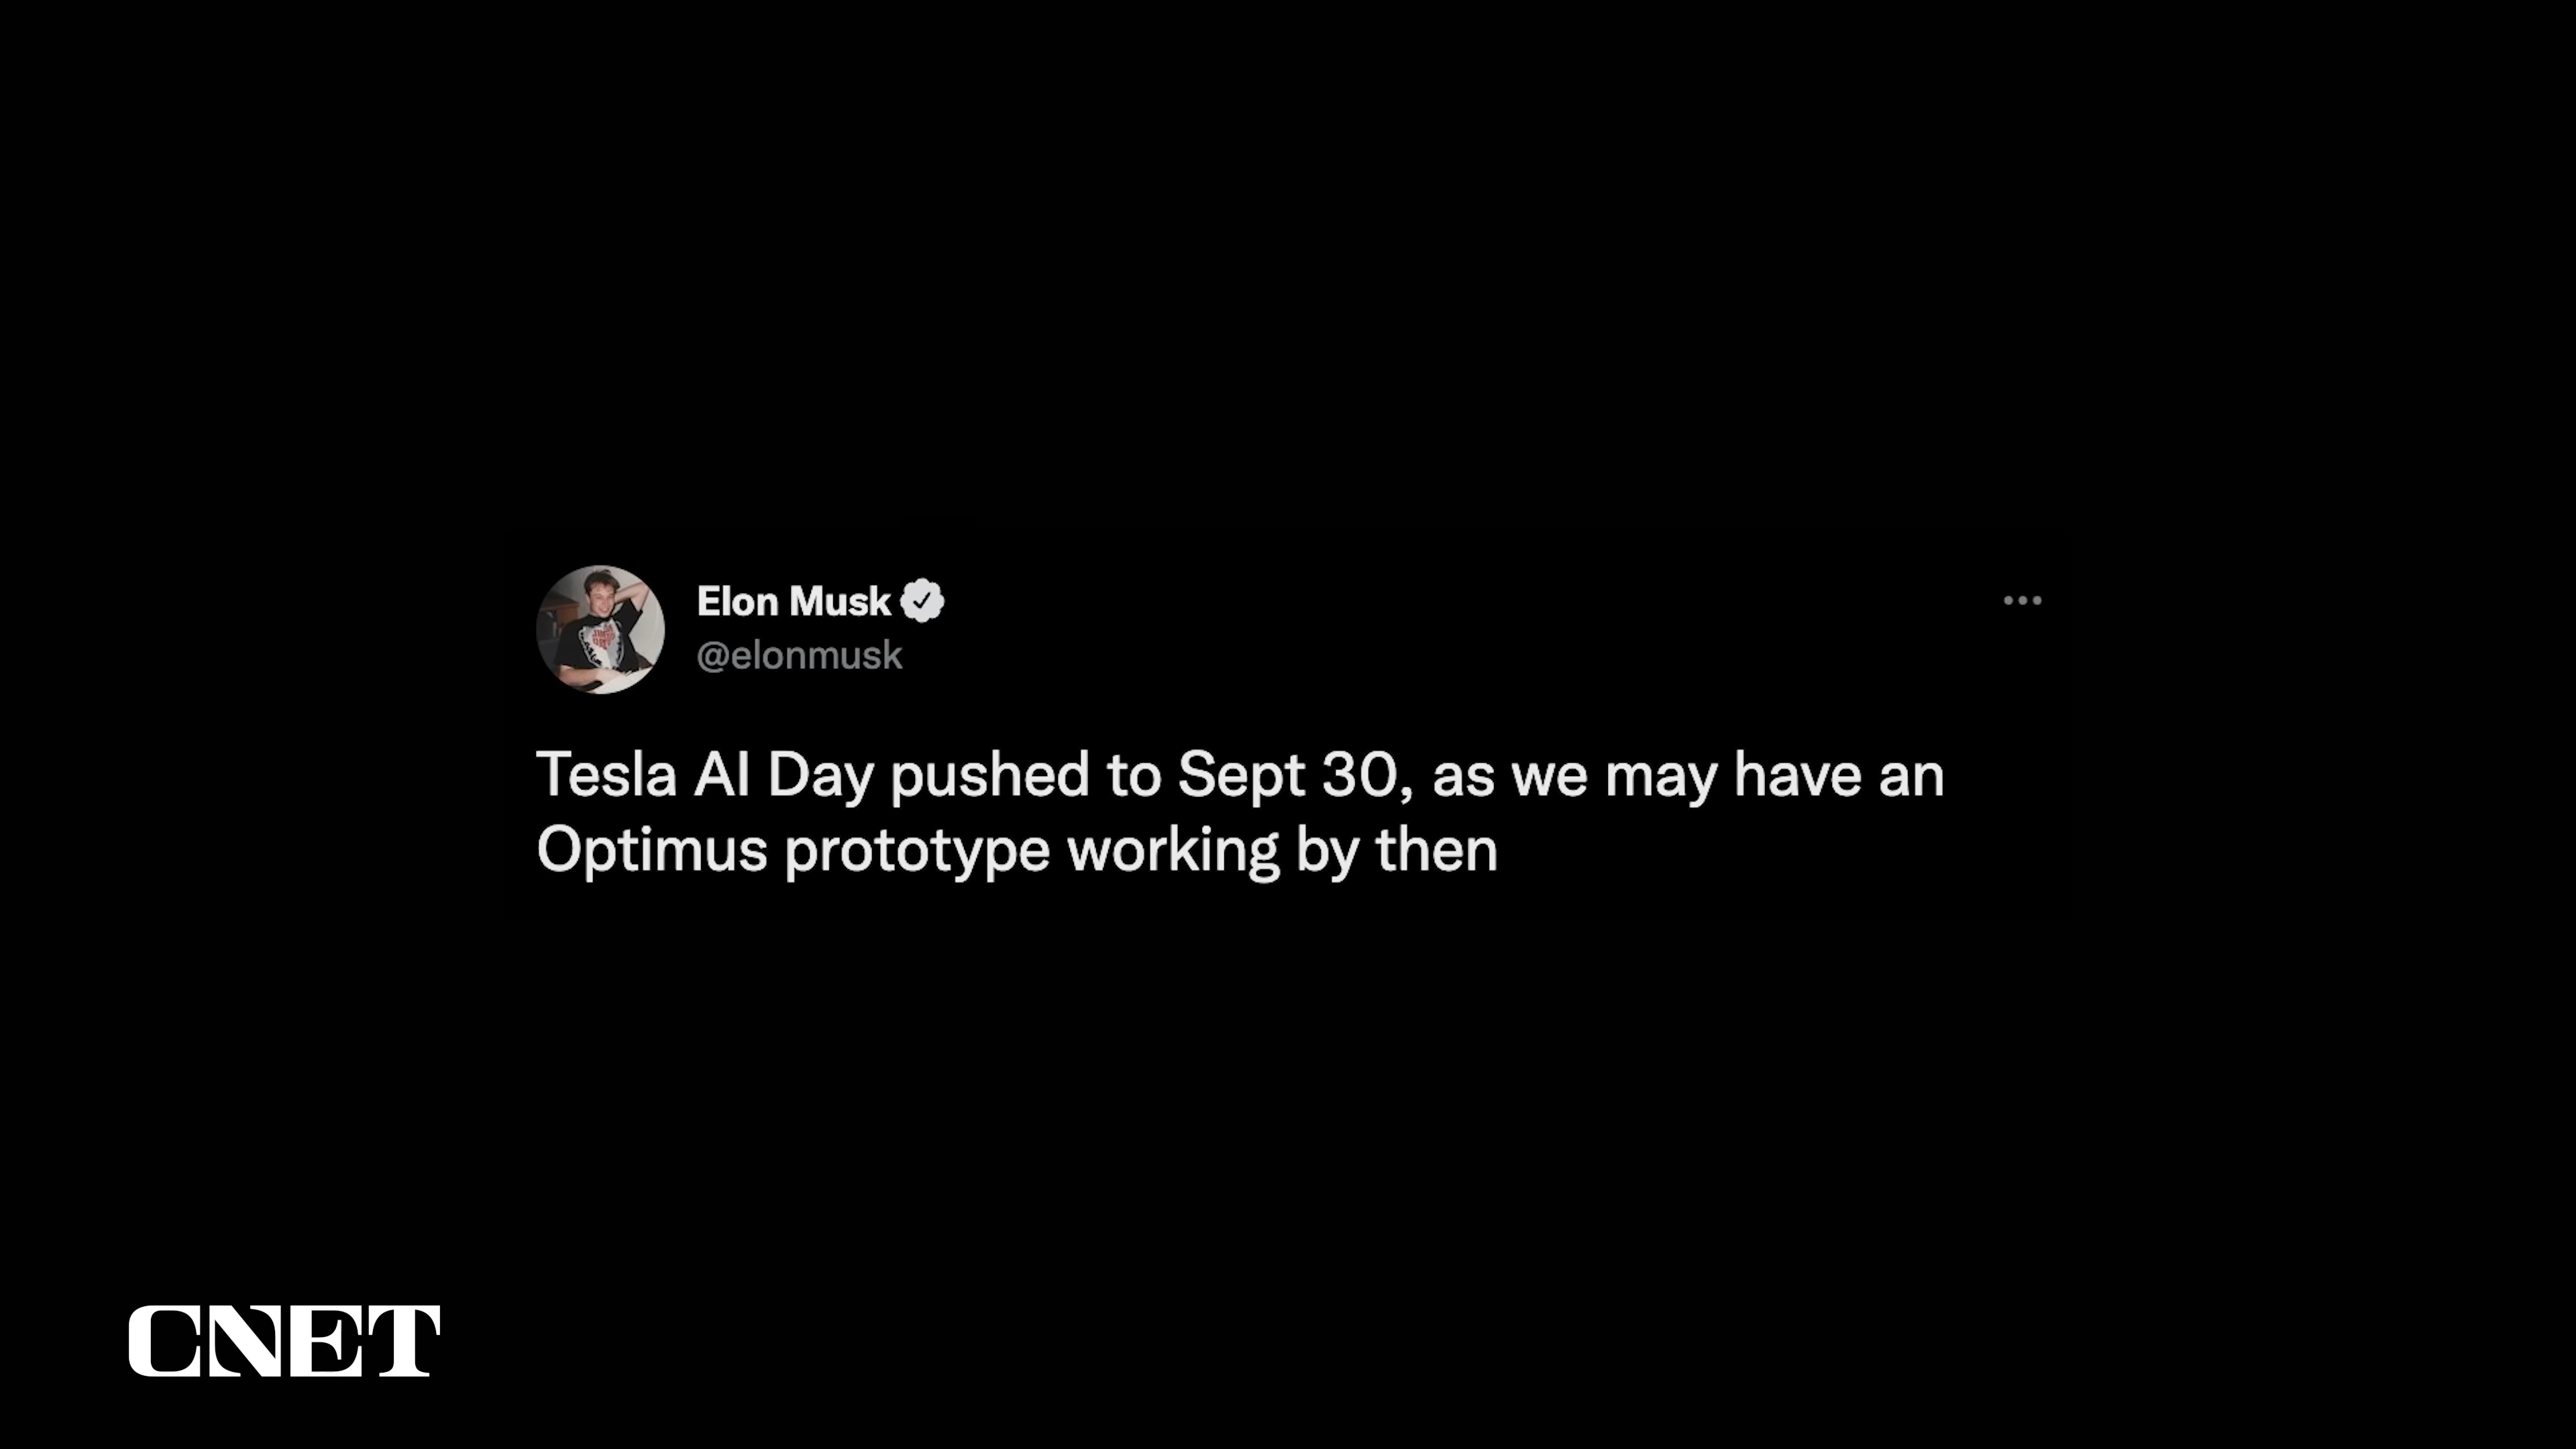 Elon Musk
@elonmusk
Tesla AI Day pushed to Sept 30, as we may have an
Optimus prototype working by then
CNET